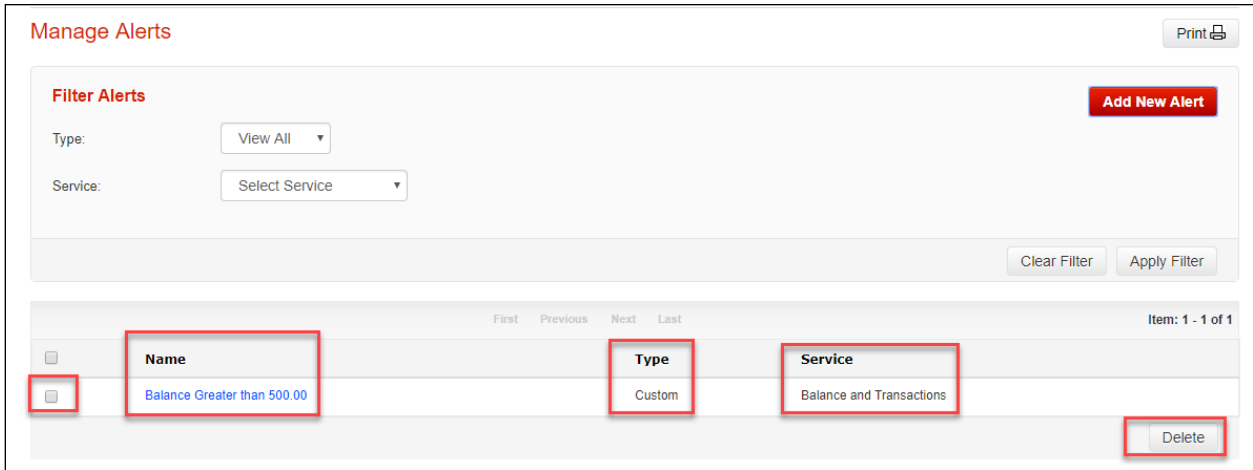 Manage Alerts
Print
Filter Alerts
Add New Alert
Type:
View All
Service:
Select Service
Clear Filter
Apply Filter
First Previous Next Last
Item: 1 - 1 of 1
Name Type Service
Balance Greater than 500.00 Custom Balance and Transactions
Delete